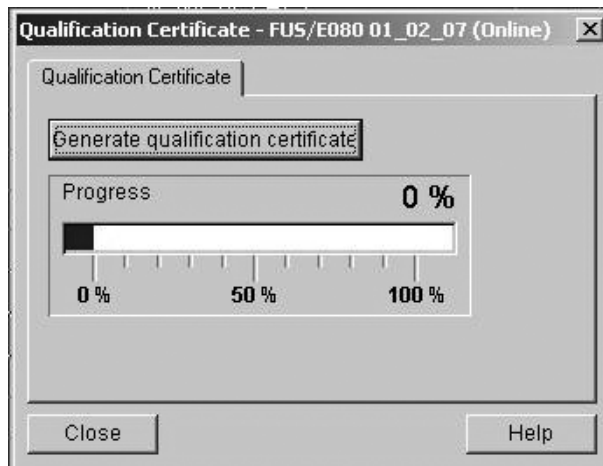 Qualification Certificate - FUS/E080 01_02_07 (Online)
Qualification Certificate
Generate qualification certificate
Progress 0 %
0 % 50 % 100 %
Close Help